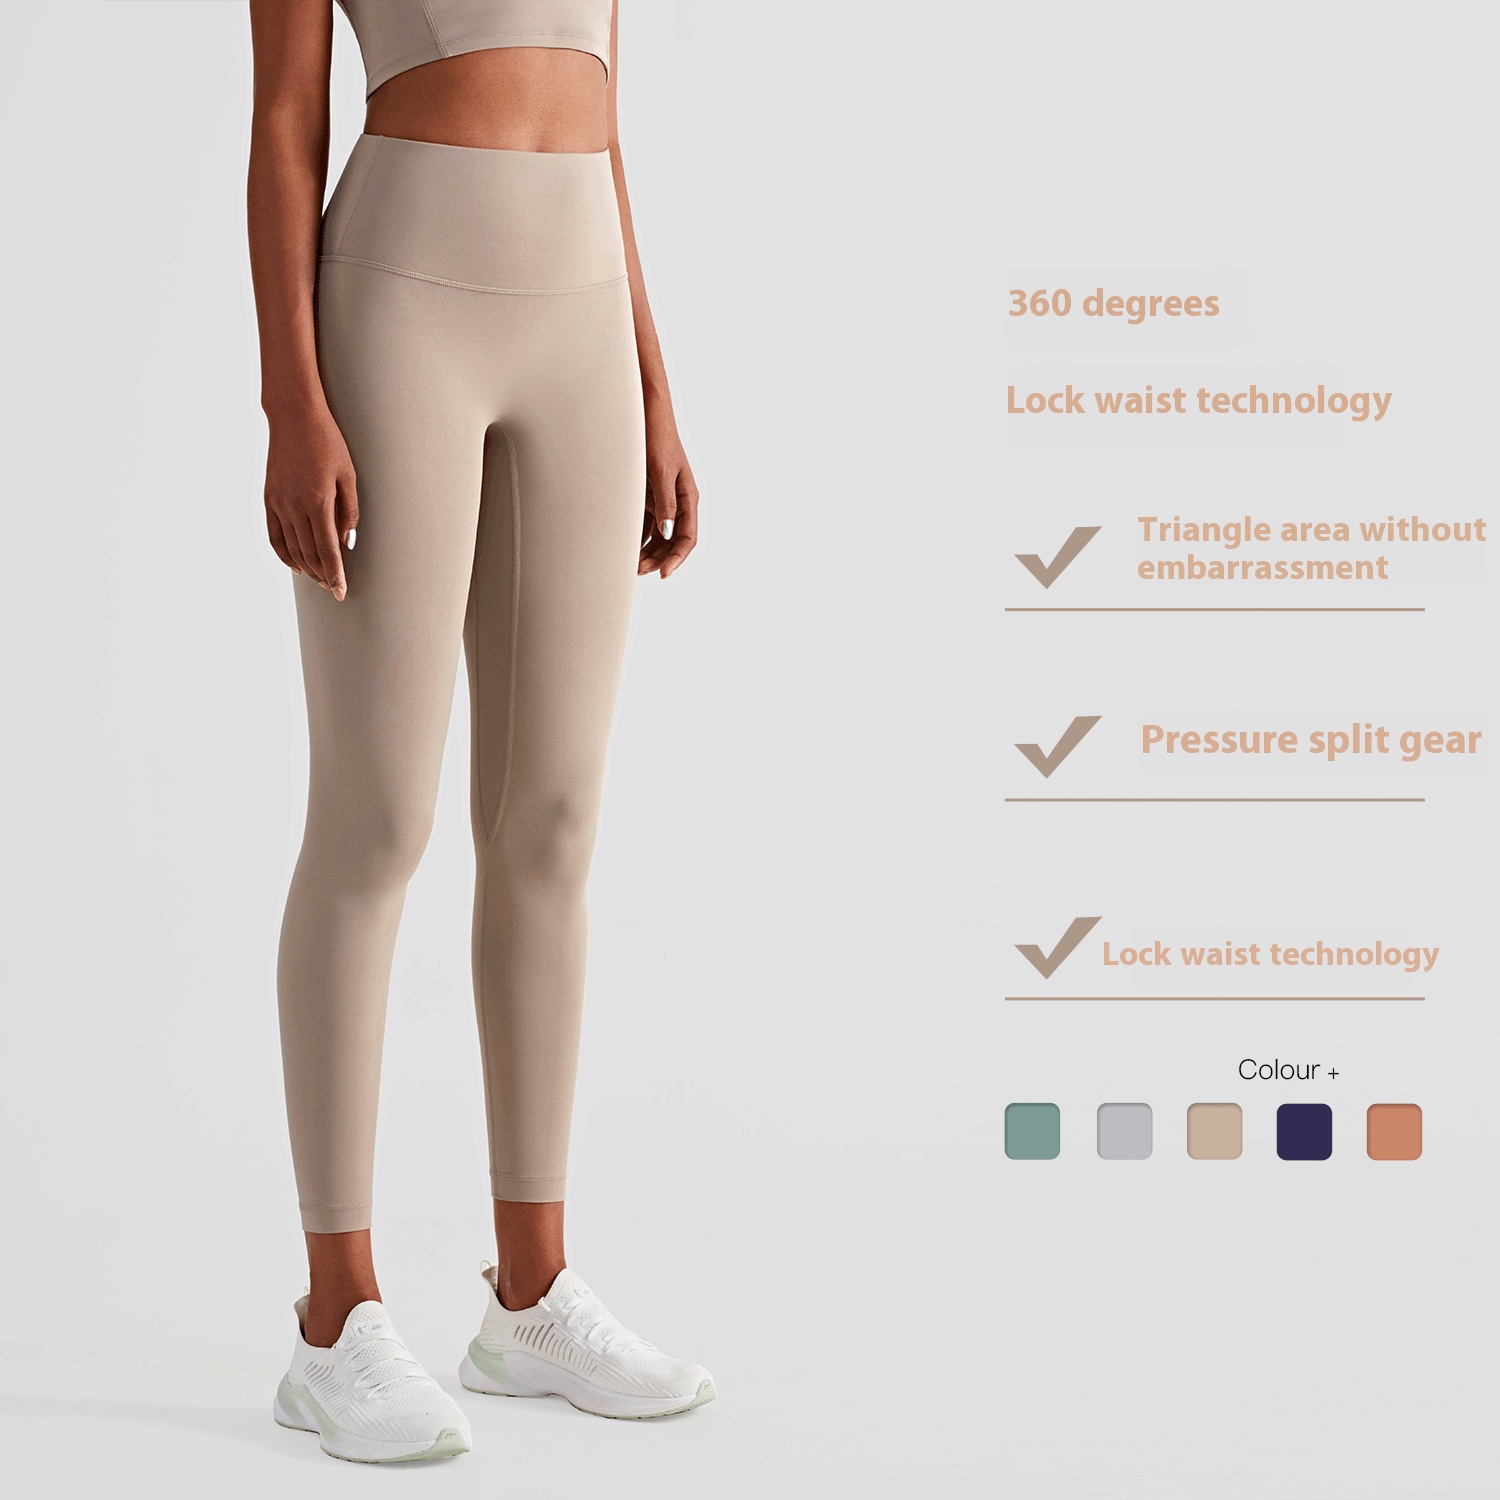 360 degrees
Lock waist technology
Triangle area without
embarrassment
Pressure split gear
Lock waist technology
Colour +